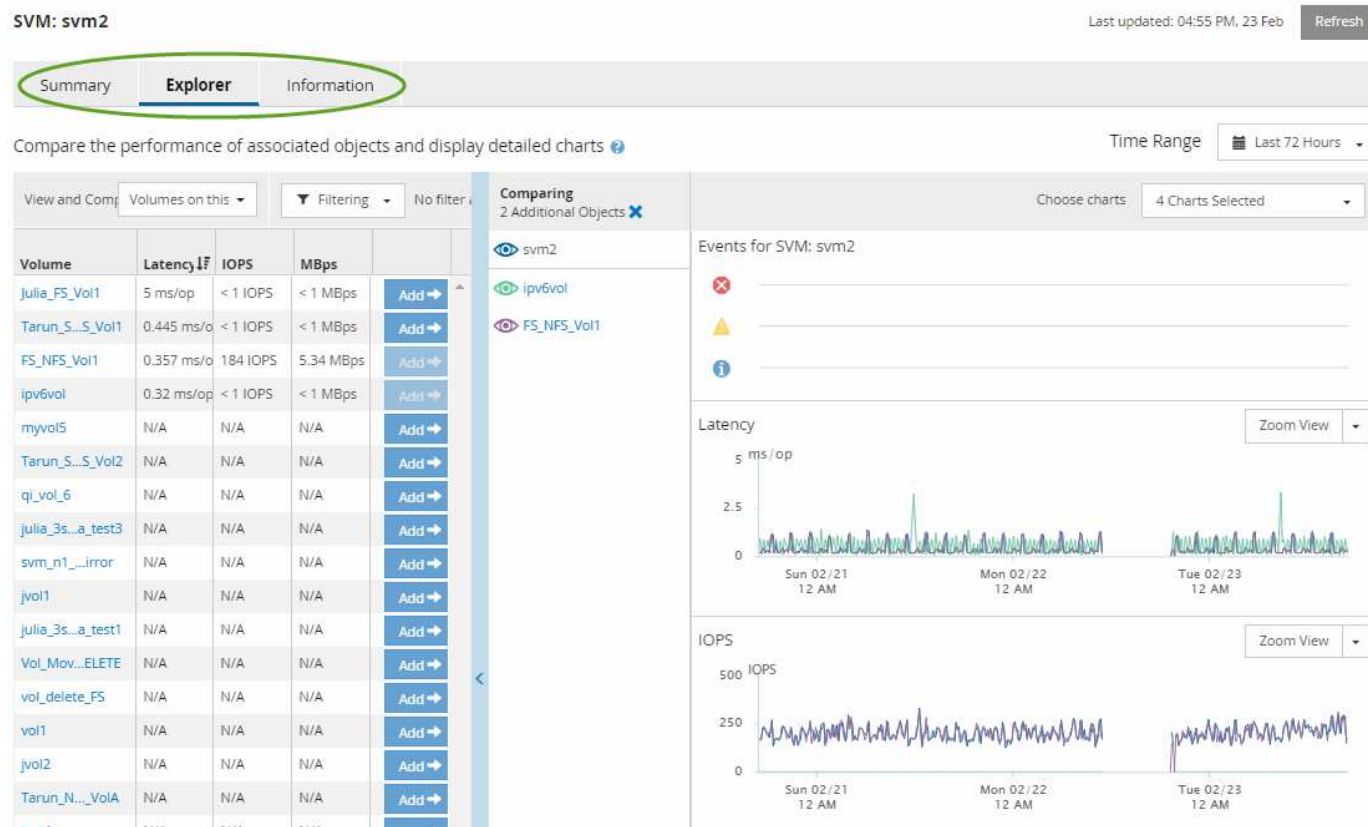 SVM: svm2
Last updated: 04:55 PM, 23 Feb Refresh
Summary Explorer Information
Compare the performance of associated objects and display detailed charts ?
Time Range Last 72 Hours
View and Comp Volumes on this Filtering No filter
Volume Latency IOPS MBps
Julia_FS_Vol1 5 ms/op < 1 IOPS < 1 MBps Add
Tarun_S...S_Vol1 0.445 ms/o < 1 IOPS < 1 MBps Add
FS_NFS_Vol1 0.357 ms/o 184 IOPS 5.34 MBps Add
ipv6vol 0.32 ms/op < 1 IOPS < 1 MBps Add
myvol5 N/A N/A N/A Add
Tarun_S...S_Vol2 N/A N/A N/A Add
qi_vol_6 N/A N/A N/A Add
julia_3s...a_test3 N/A N/A N/A Add
svm_n1_...irror N/A N/A N/A Add
jvol1 N/A N/A N/A Add
julia_3s...a_test1 N/A N/A N/A Add
Vol_Mov...ELETE N/A N/A N/A Add
vol_delete_FS N/A N/A N/A Add
vol1 N/A N/A N/A Add
jvol2 N/A N/A N/A Add
Tarun_N..._VolA N/A N/A N/A Add
Comparing
2 Additional Objects
svm2
ipv6vol
FS_NFS_Vol1
Choose charts 4 Charts Selected
Events for SVM: svm2
Latency Zoom View
5 ms/op
2.5
0
Sun 02/21 Mon 02/22 Tue 02/23
12 AM 12 AM 12 AM
IOPS Zoom View
500 IOPS
250
0
Sun 02/21 Mon 02/22 Tue 02/23
12 AM 12 AM 12 AM